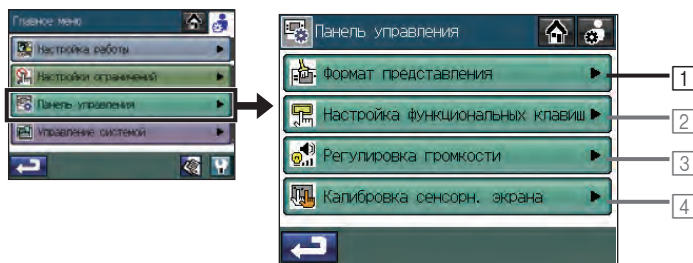 Главное меню
Настройка работы
Настройки ограничений
Панель управления
Управление системой
Панель управления
Формат представления
Настройка функциональных клавиш
Регулировка громкости
Калибровка сенсорн. экрана
1
2
3
4